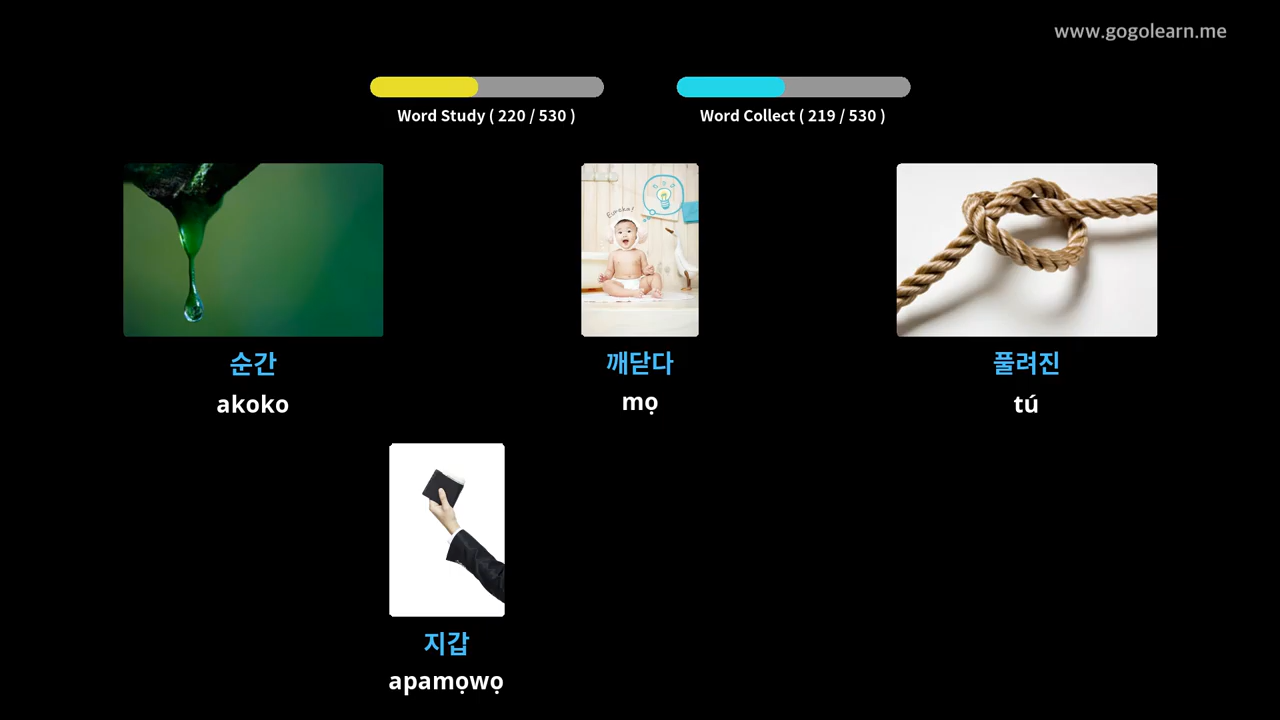 www.gogolearn.me
Word Study ( 220 / 530 )
Word Collect ( 219 / 530 )
Eureka!
순간
akoko
깨닫다
mọ
풀려진
tú
지갑
apamọwọ